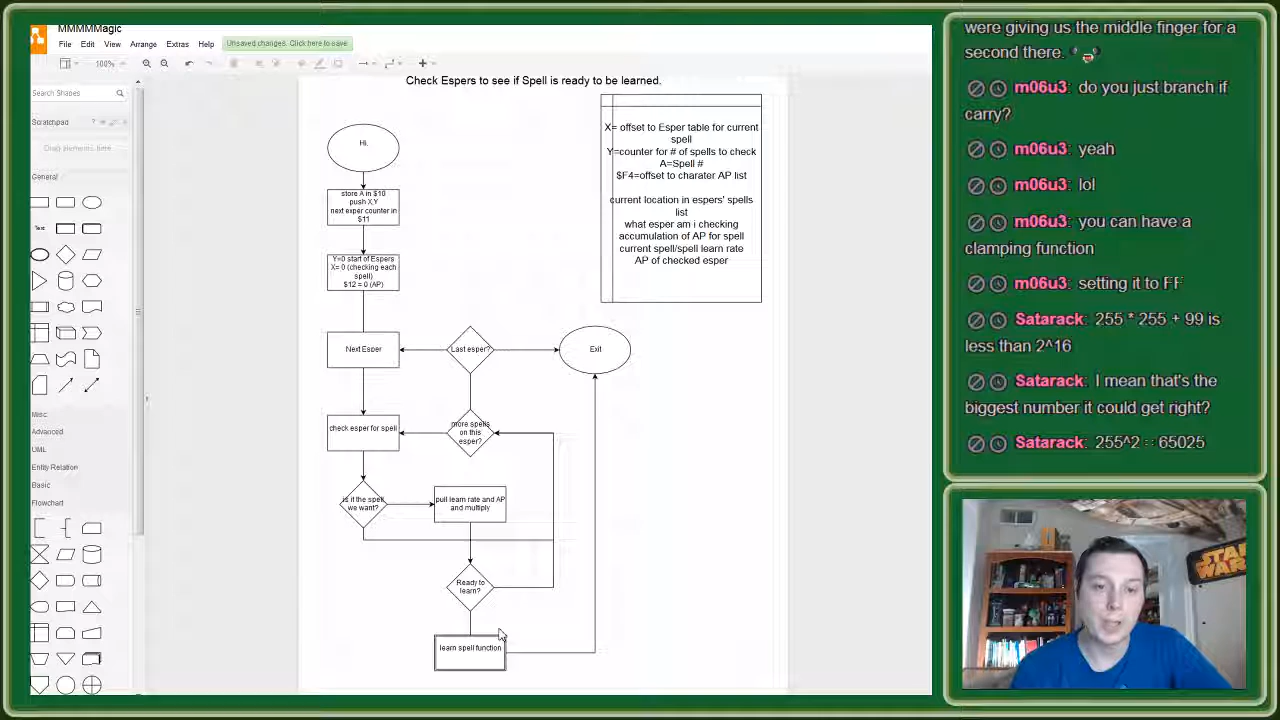 MMMMMagic
File Edit View Arrange Extras Help Unsaved changes. Click here to save
100%
Search Shapes
Scratchpad
Drag elements here
General
Text
Misc
Advanced
UML
Entity Relation
Basic
Flowchart
Check Espers to see if Spell is ready to be learned.
Hi.
store A in $10
push X,Y
next exper counter in
$11
Y=0 start of Espers
X= 0 (checking each
spell)
$12 = 0 (AP)
Next Esper
Last esper?
Exit
check esper for spell
more spells
on this
esper?
is it the spell
we want?
pull learn rate and AP
and multiply
Ready to
learn?
learn spell function
X= offset to Esper table for current
spell
Y=counter for # of spells to check
A=Spell #
$F4=offset to charater AP list
current location in espers' spells
list
what esper am i checking
accumulation of AP for spell
current spell/spell learn rate
AP of checked esper
were giving us the middle finger for a
second there.
m06u3: do you just branch if
carry?
m06u3: yeah
m06u3: lol
m06u3: you can have a
clamping function
m06u3: setting it to FF
Satarack: 255 * 255 + 99 is
less than 2^16
Satarack: I mean that's the
biggest number it could get right?
Satarack: 255^2 :: 65025
STAR
WARS